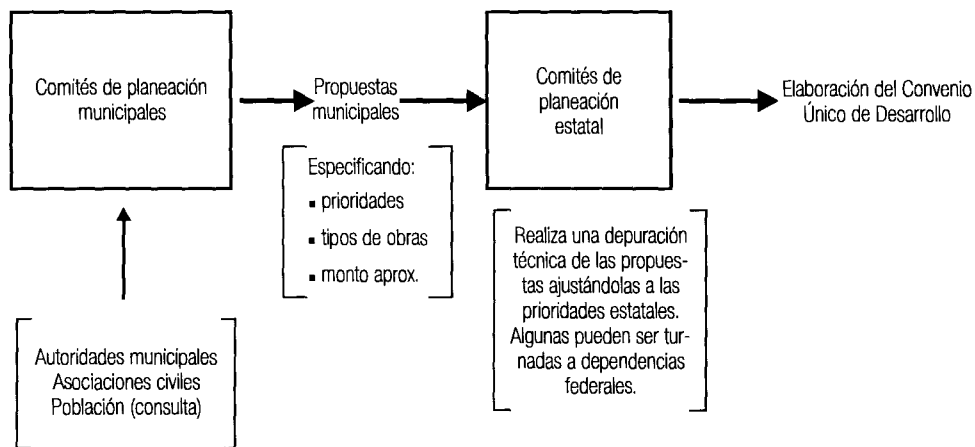 Comités de planeación
municipales
Propuestas
municipales
Especificando:
▪ prioridades
▪ tipos de obras
▪ monto aprox.
Comités de
planeación
estatal
Elaboración del Convenio
Único de Desarrollo
Autoridades municipales
Asociaciones civiles
Población (consulta)
Realiza una depuración
técnica de las propues-
tas ajustándolas a las
prioridades estatales.
Algunas pueden ser tur-
nadas a dependencias
federales.